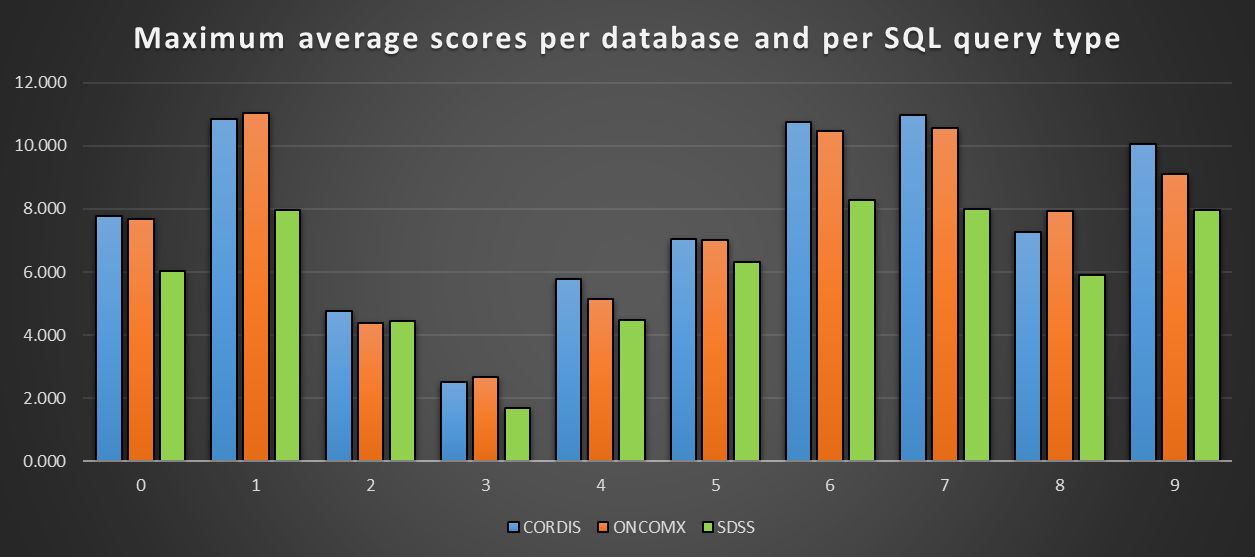 Maximum average scores per database and per SQL query type
12.000
10.000
8.000
6.000
4.000
2.000
0.000
0 1 2 3 4 5 6 7 8 9
CORDIS ONCOMX SDSS